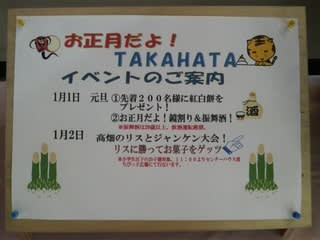 お正月だよ!
TAKAHATA
イベントのご案内
1月1日 元旦 ①先着200名様に紅白餅を
プレゼント!
②お正月だよ!鏡割り&振舞酒!
酒
1月2日 高畑のリスとジャンケン大会!
リスに勝ってお菓子をゲッツ